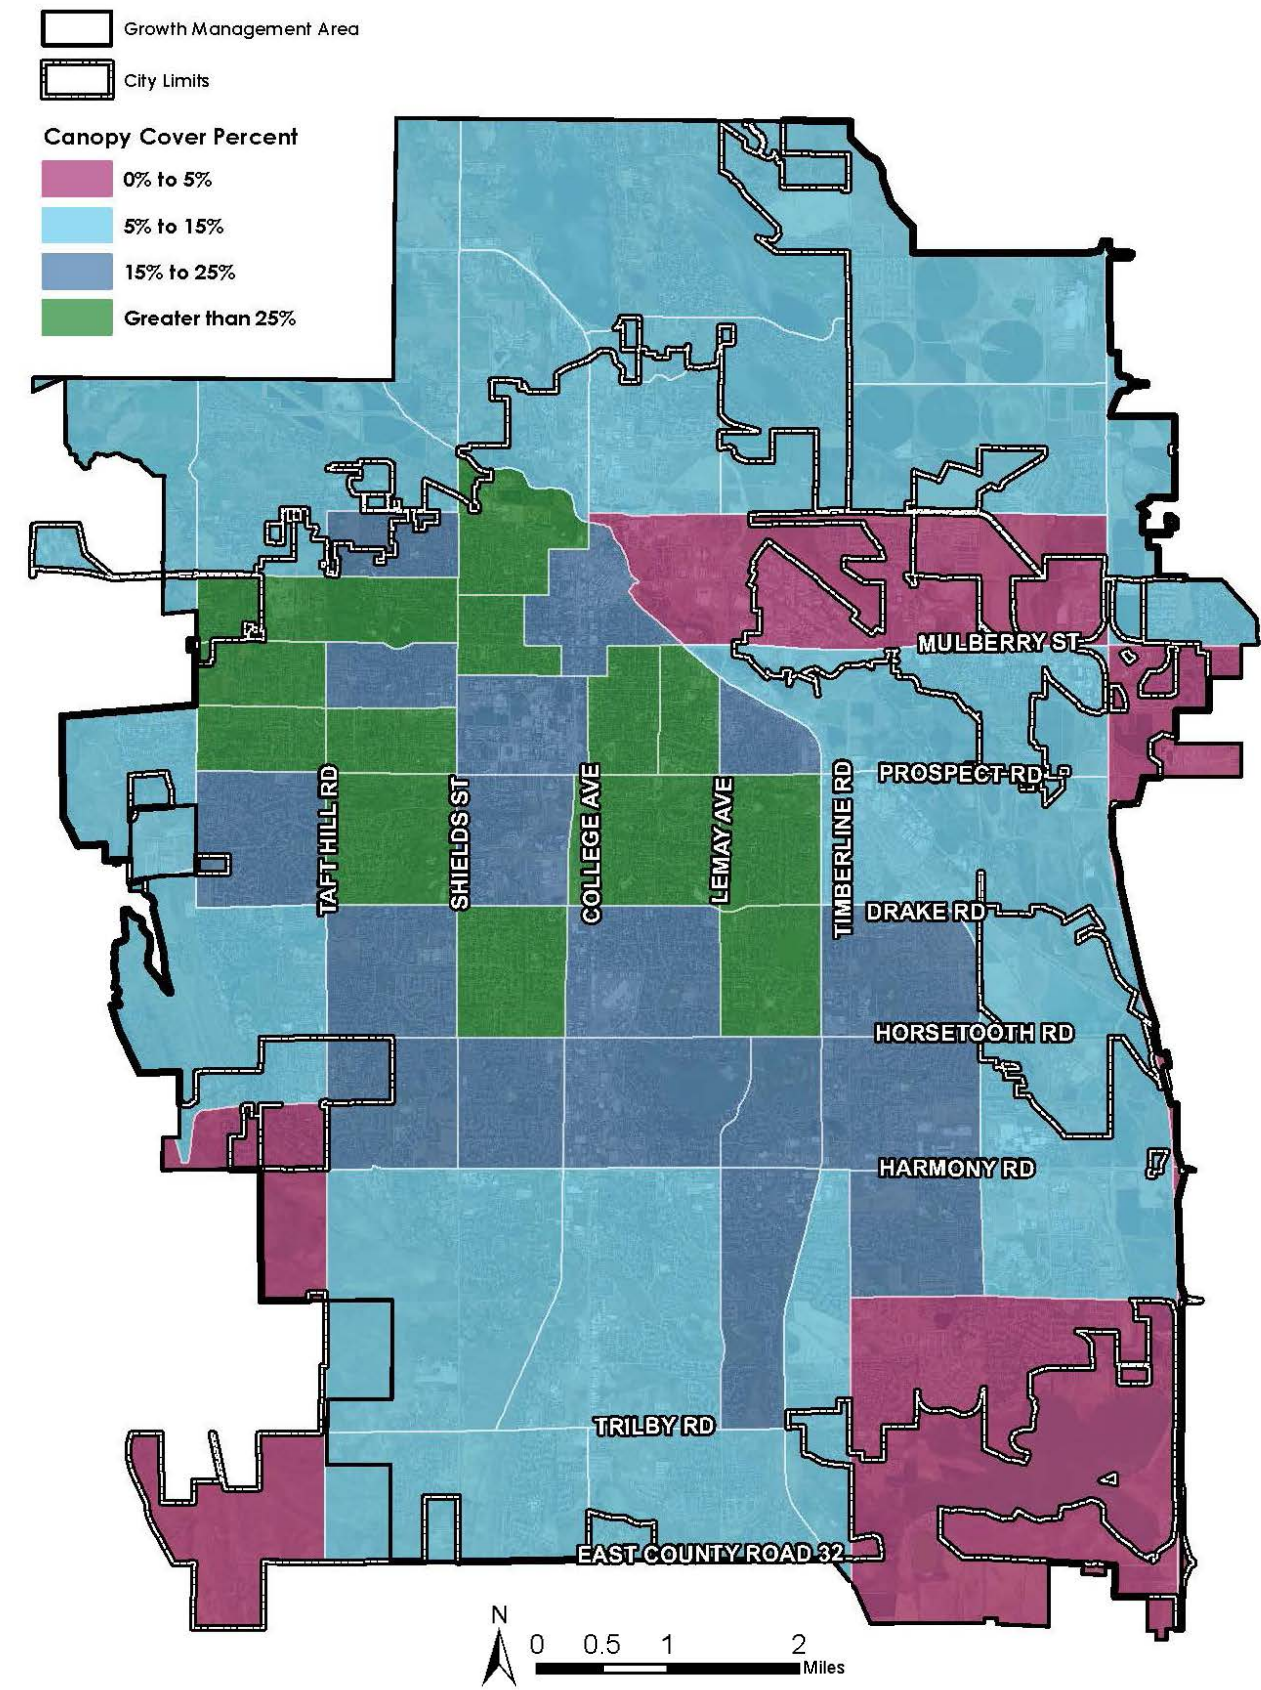 Growth Management Area
City Limits
Canopy Cover Percent
0% to 5%
5% to 15%
15% to 25%
Greater than 25%
MULBERRY ST
PROSPECT RD
TAFT HILL RD
SHIELDS ST
COLLEGE AVE
LEMAY AVE
TIMBERLINE RD
DRAKE RD
HORSETOOTH RD
HARMONY RD
TRILBY RD
EAST COUNTY ROAD 32
N
0 0.5 1 2
Miles